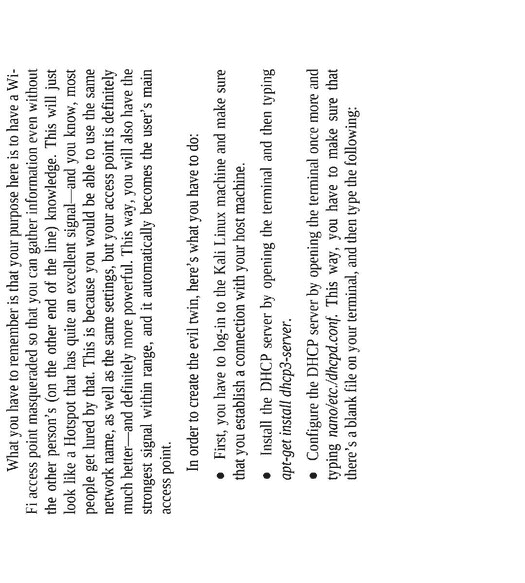 What you have to remember is that your purpose here is to have a Wi-
Fi access point masqueraded so that you can gather information even without
the other person's (on the other end of the line) knowledge. This will just
look like a Hotspot that has quite an excellent signal—and you know, most
people get lured by that. This is because you would be able to use the same
network name, as well as the same settings, but your access point is definitely
much better—and definitely more powerful. This way, you will also have the
strongest signal within range, and it automatically becomes the user's main
access point.
In order to create the evil twin, here's what you have to do:
● First, you have to log-in to the Kali Linux machine and make sure
that you establish a connection with your host machine.
● Install the DHCP server by opening the terminal and then typing
apt-get install dhcp3-server.
● Configure the DHCP server by opening the terminal once more and
typing nano/etc./dhcpd.conf. This way, you have to make sure that
there's a blank file on your terminal, and then type the following: